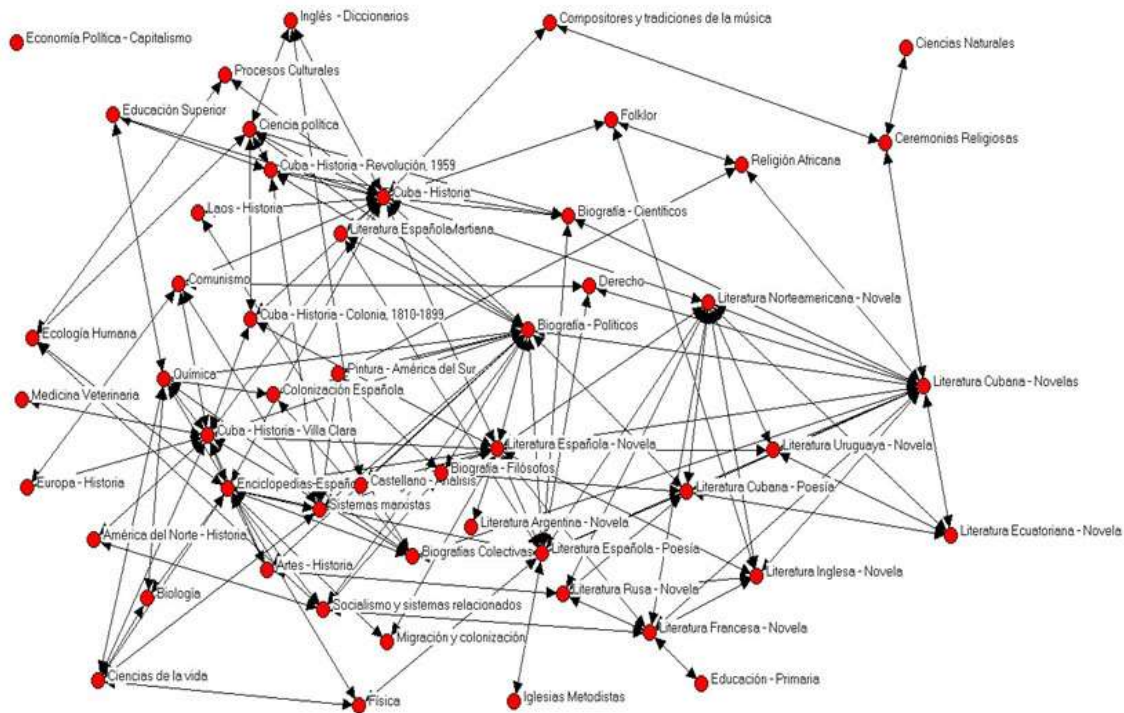 Inglés - Diccionarios
Compositores y tradiciones de la música
Economía Política - Capitalismo
Ciencias Naturales
Procesos Culturales
Educación Superior
Folklor
Ciencia política
Ceremonias Religiosas
Religión Africana
Cuba - Historia - Revolución, 1959
Cuba - Historia
Laos - Historia
Biografía - Científicos
Literatura Española Martiana
Comunismo
Derecho
Literatura Norteamericana - Novela
Cuba - Historia - Colonia, 1810-1899
Biografía - Políticos
Ecología Humana
Pintura - América del Sur
Química
Literatura Cubana - Novelas
Colonización Española
Medicina Veterinaria
Cuba - Historia - Villa Clara
Literatura Española - Novela
Literatura Uruguaya - Novela
Biografía - Filósofos
Europa - Historia
Enciclopedias-Español
Castellano - Análisis
Literatura Cubana - Poesía
Sistemas marxistas
Literatura Argentina - Novela
América del Norte - Historia
Literatura Ecuatoriana - Novela
Biografías Colectivas
Literatura Española - Poesía
Artes - Historia
Literatura Inglesa - Novela
Literatura Rusa - Novela
Biología
Socialismo y sistemas relacionados
Literatura Francesa - Novela
Migración y colonización
Ciencias de la vida
Educación - Primaria
Iglesias Metodistas
Física